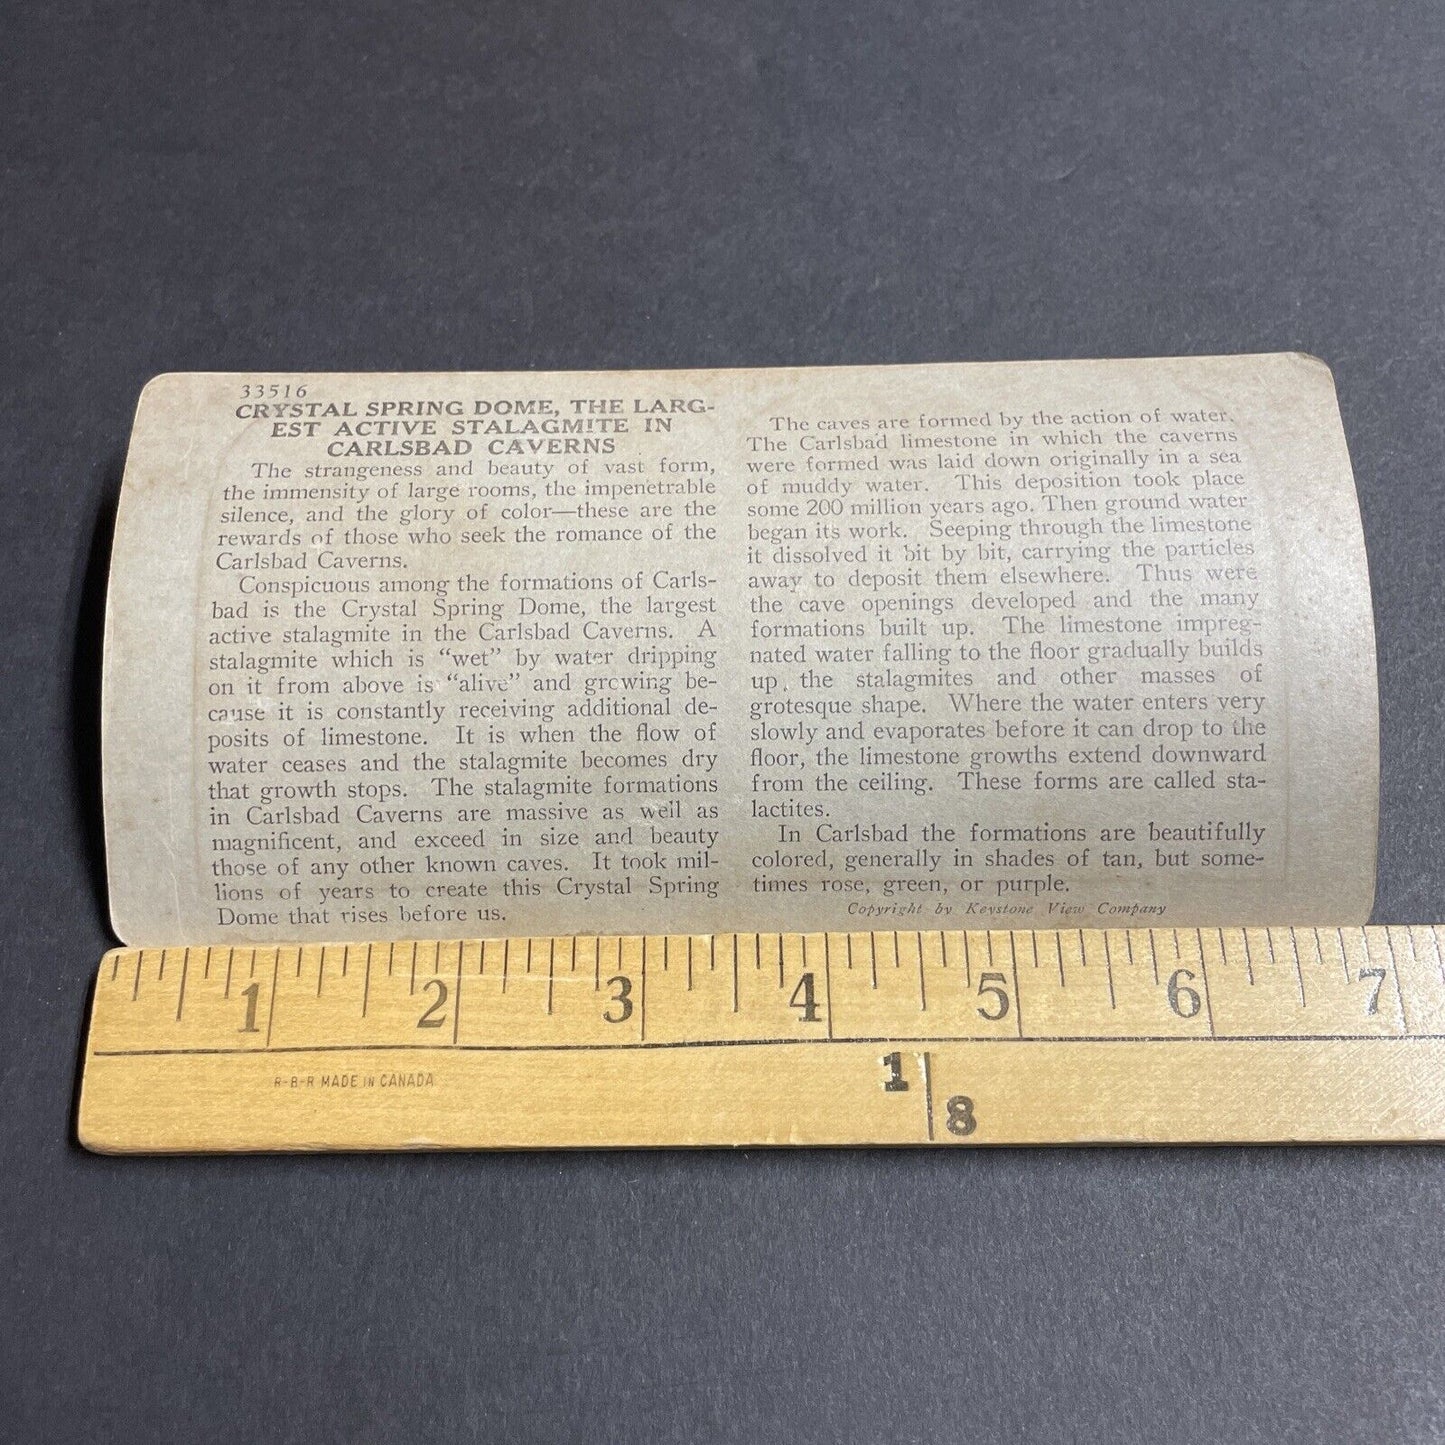 33516
CRYSTAL SPRING DOME, THE LARG-
EST ACTIVE STALAGMITE IN
CARLSBAD CAVERNS
The strangeness and beauty of vast form,
the immensity of large rooms, the impenetrable
silence, and the glory of color—these are the
rewards of those who seek the romance of the
Carlsbad Caverns.
Conspicuous among the formations of Carls-
bad is the Crystal Spring Dome, the largest
active stalagmite in the Carlsbad Caverns. A
stalagmite which is "wet" by water dripping
on it from above is "alive" and growing be-
cause it is constantly receiving additional de-
posits of limestone. It is when the flow of
water ceases and the stalagmite becomes dry
that growth stops. The stalagmite formations
in Carlsbad Caverns are massive as well as
magnificent, and exceed in size and beauty
those of any other known caves. It took mil-
lions of years to create this Crystal Spring
Dome that rises before us.
The caves are formed by the action of water.
The Carlsbad limestone in which the caverns
were formed was laid down originally in a sea
of muddy water. This deposition took place
some 200 million years ago. Then ground water
began its work. Seeping through the limestone
it dissolved it bit by bit, carrying the particles
away to deposit them elsewhere. Thus were
the cave openings developed and the many
formations built up. The limestone impreg-
nated water falling to the floor gradually builds
up the stalagmites and other masses of
grotesque shape. Where the water enters very
slowly and evaporates before it can drop to the
floor, the limestone growths extend downward
from the ceiling. These forms are called sta-
lactites.
In Carlsbad the formations are beautifully
colored, generally in shades of tan, but some-
times rose, green, or purple.
Copyright by Keystone View Company
1 2 3 4 5 6 7
R-B-R MADE IN CANADA
1
8